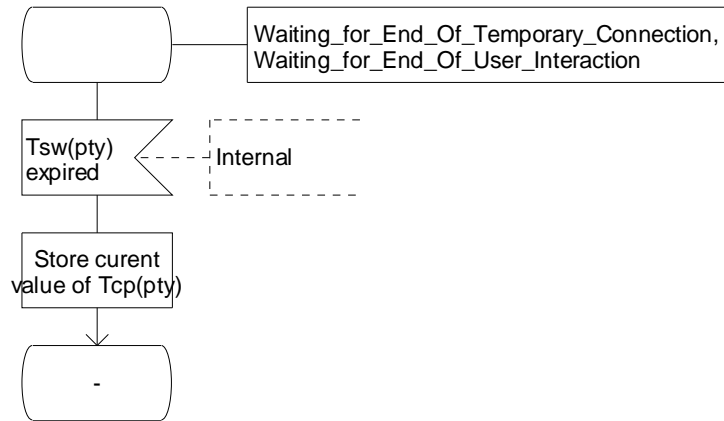 Waiting_for_End_Of_Temporary_Connection,
Waiting_for_End_Of_User_Interaction
Tsw(pty)
expired
Internal
Store curent
value of Tcp(pty)
-